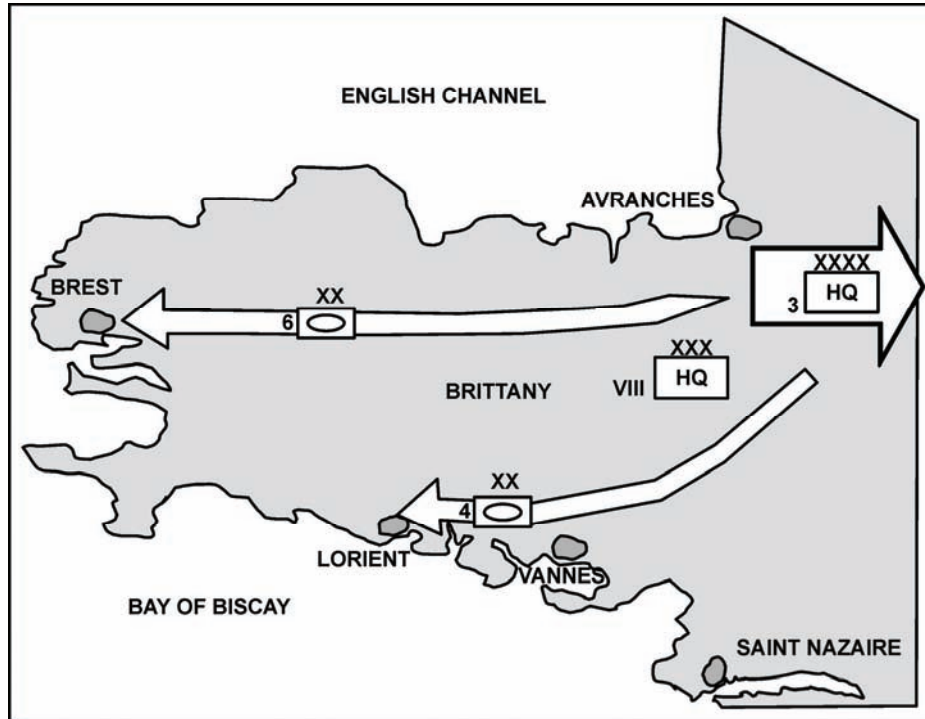 ENGLISH CHANNEL
AVRANCHES
XXXX
HQ
3
BREST
XX
6
XXX
HQ
VIII
BRITTANY
XX
4
LORIENT
VANNES
BAY OF BISCAY
SAINT NAZAIRE